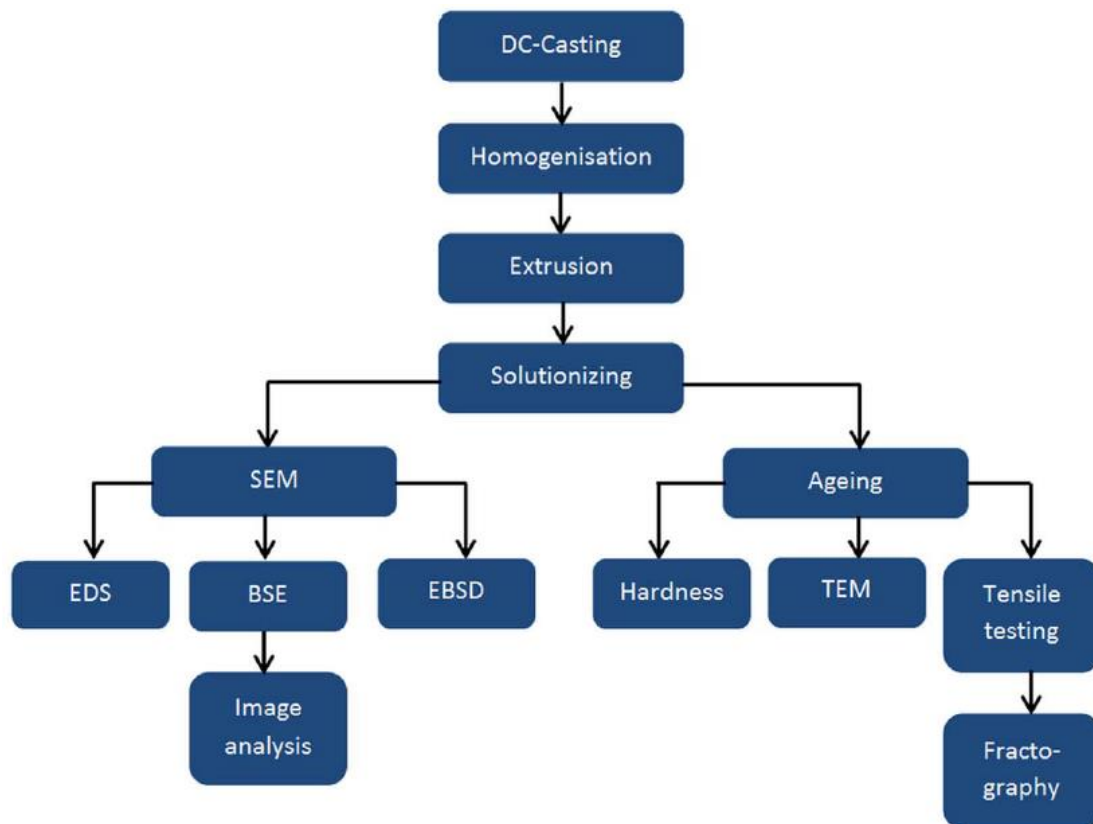 DC-Casting
Homogenisation
Extrusion
Solutionizing
SEM
Ageing
EDS
BSE
EBSD
Hardness
TEM
Tensile
testing
Image
analysis
Fracto-
graphy